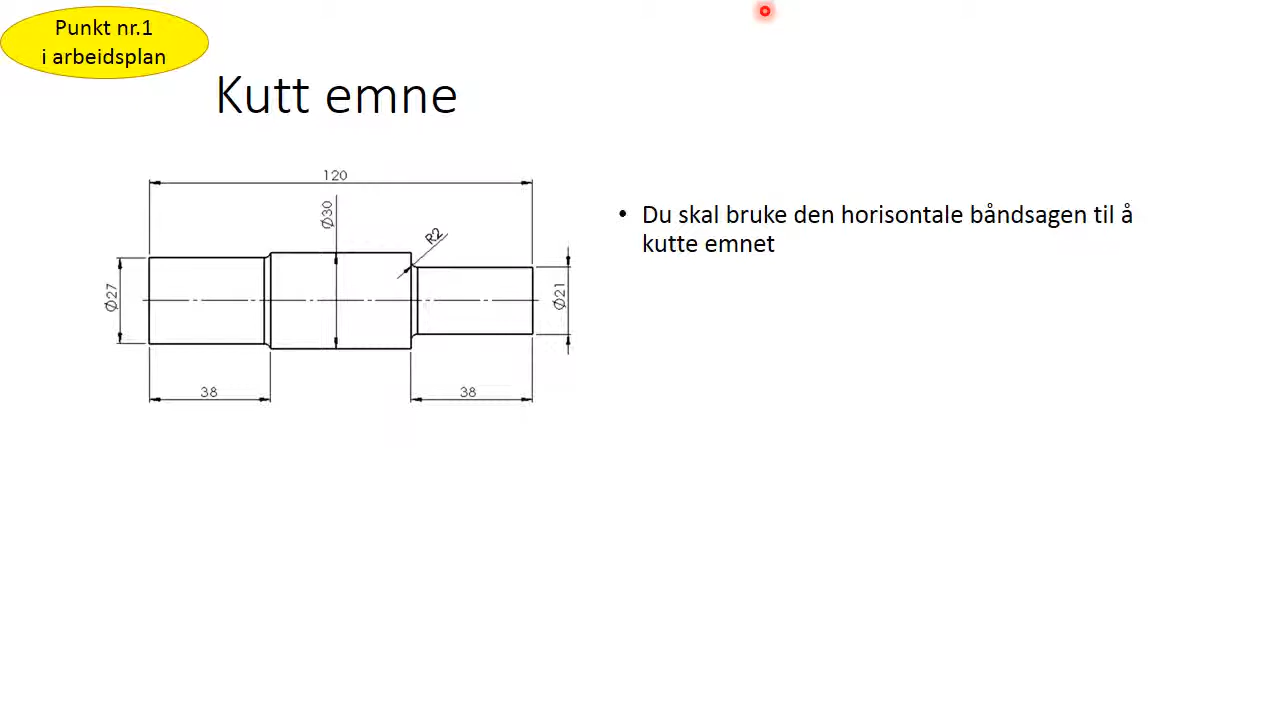 Punkt nr.1
i arbeidsplan
Kutt emne
120
Ø30
R2
Ø27
Ø21
38
38
• Du skal bruke den horisontale båndsagen til å
kutte emnet